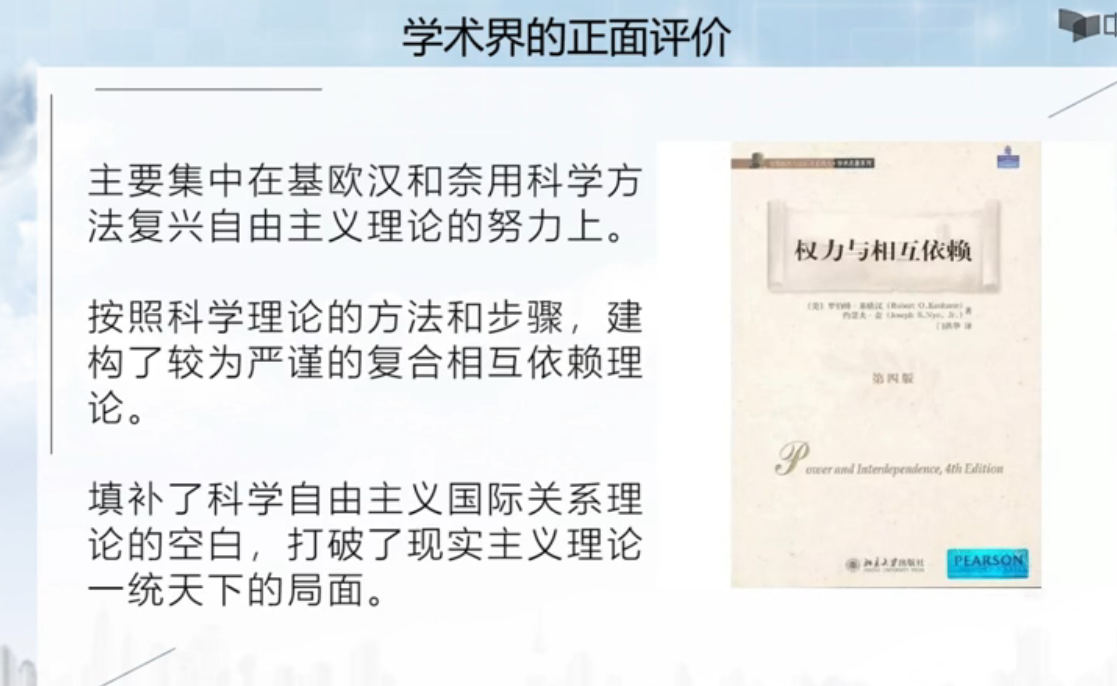 学术界的正面评价
主要集中在基欧汉和奈用科学方
法复兴自由主义理论的努力上。
按照科学理论的方法和步骤，建
构了较为严谨的复合相互依赖理
论。
填补了科学自由主义国际关系理
论的空白，打破了现实主义理论
一统天下的局面。
权力与相互依赖
〔美〕罗伯特·基欧汉（Robert O.Keohane）著
约瑟夫·奈（Joseph S.Nye, Jr.）
门洪华 译
第四版
Power and Interdependence, 4th Edition
北京大学出版社
PEARSON